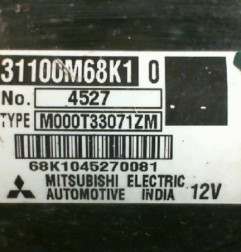 31100M68K1 0
No. 4527
TYPE M000T33071ZM
68K1045270081
MITSUBISHI ELECTRIC
AUTOMOTIVE INDIA 12V